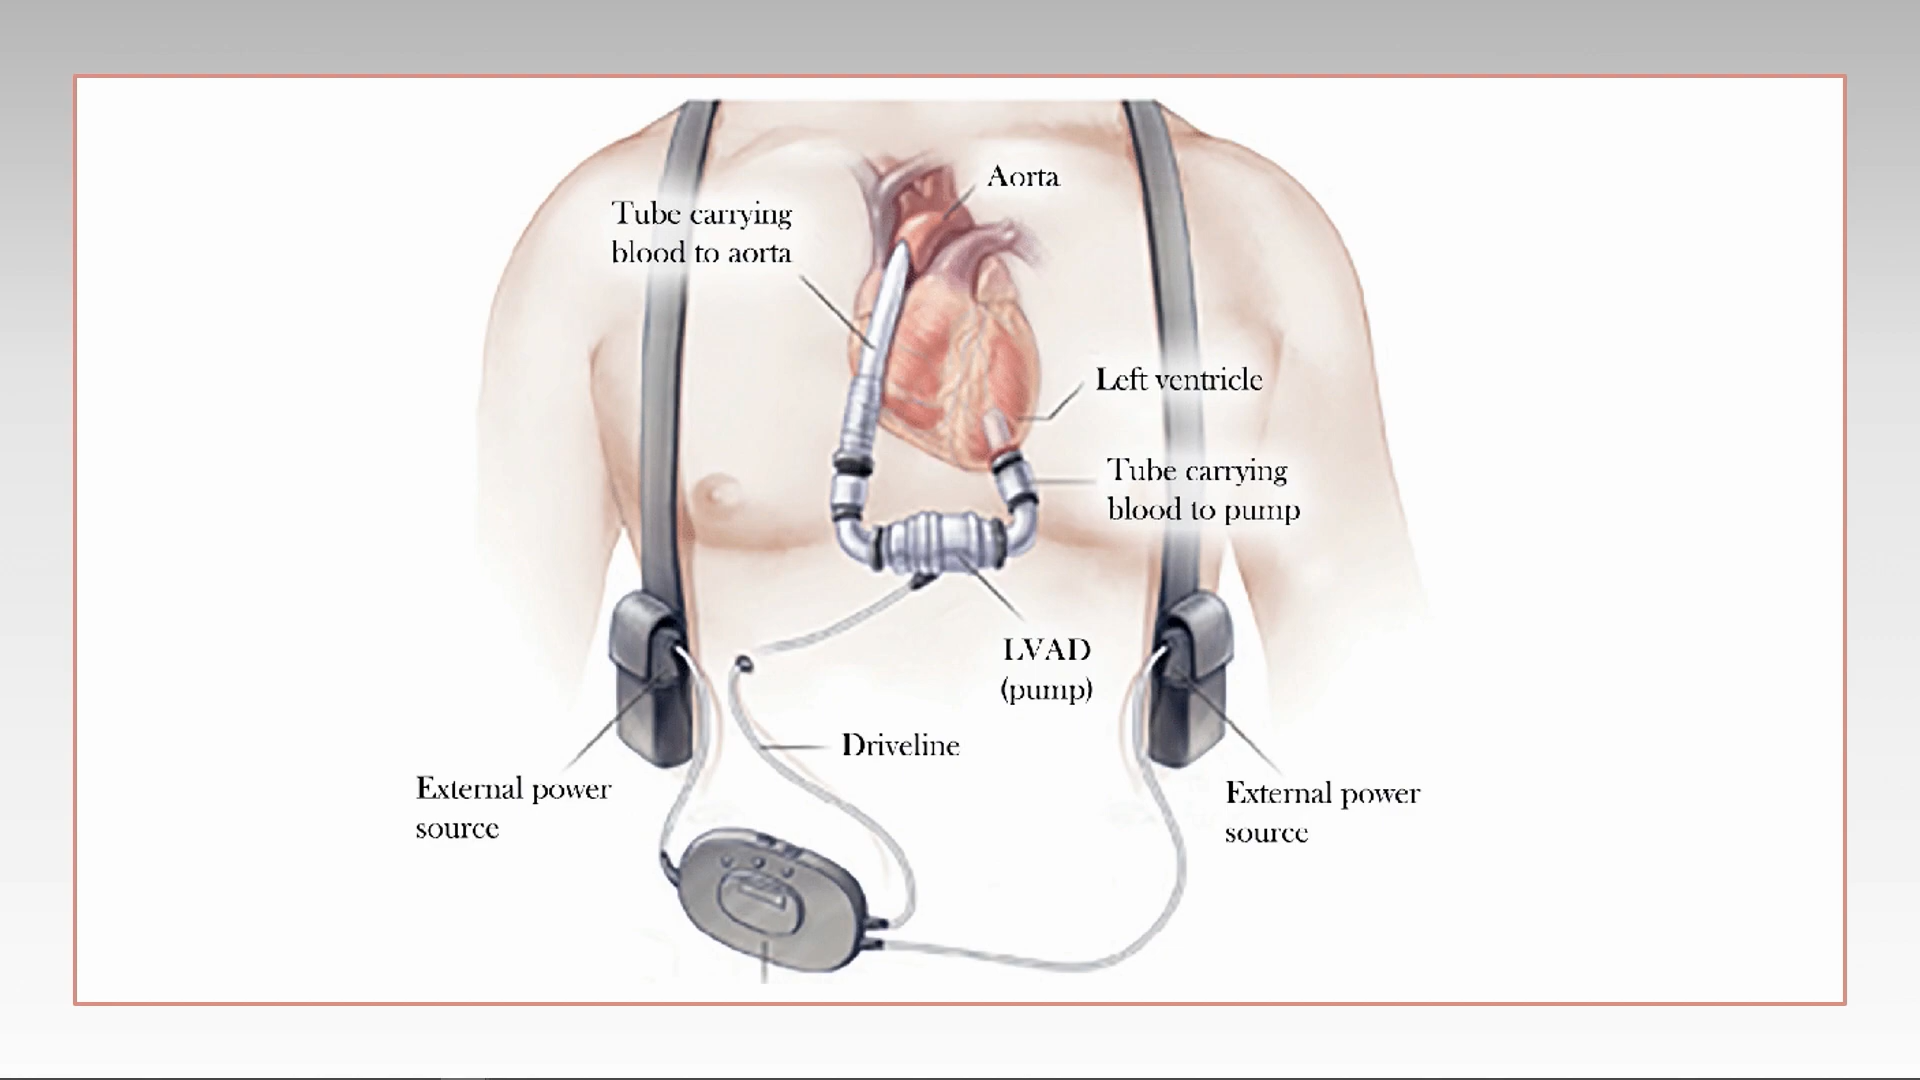 Aorta
Tube carrying
blood to aorta
Left ventricle
Tube carrying
blood to pump
LVAD
(pump)
Driveline
External power
source
External power
source